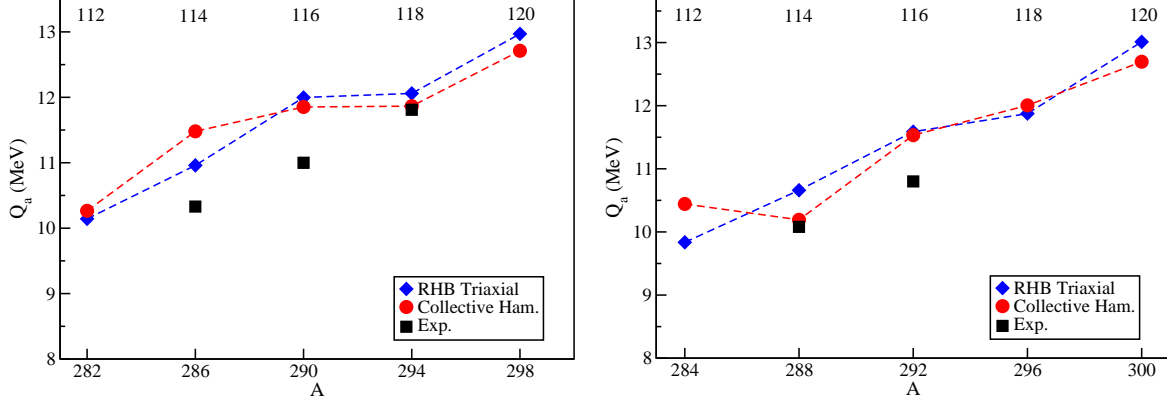 112 114 116 118 120
13
12
11
10
9
8
Q_a (MeV)
282 286 290 294 298
A
RHB Triaxial
Collective Ham.
Exp.
112 114 116 118 120
13
12
11
10
9
8
Q_a (MeV)
284 288 292 296 300
A
RHB Triaxial
Collective Ham.
Exp.